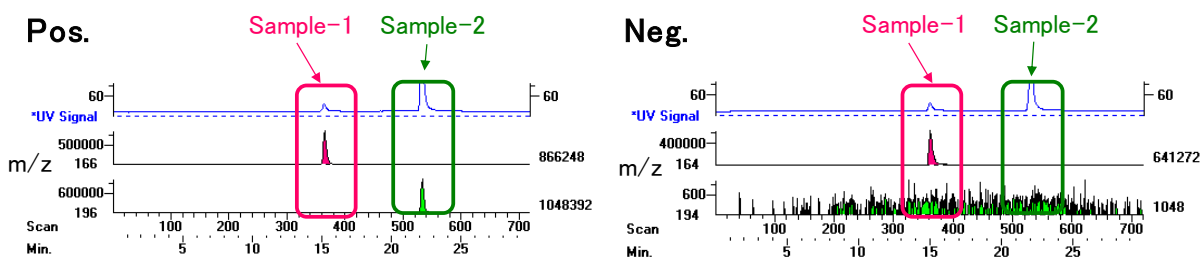 Pos.
Sample-1
Sample-2
60
60
*UV Signal
500000
m/z
166
866248
600000
196
1048392
Scan
100 200 300 400 500 600 700
Min.
5 10 15 20 25
Neg.
Sample-1
Sample-2
60
60
*UV Signal
400000
m/z
164
641272
600
194
1048
Scan
100 200 300 400 500 600 700
Min.
5 10 15 20 25